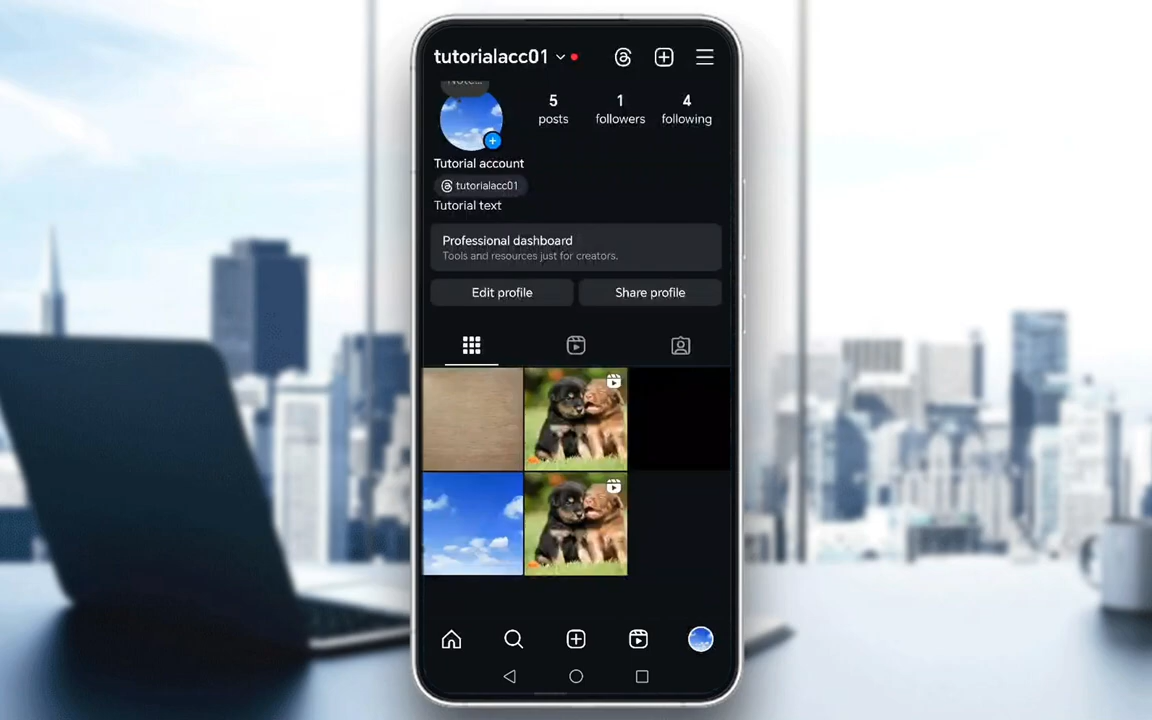 tutorialacc01
Note...
5 posts
1 followers
4 following
Tutorial account
tutorialacc01
Tutorial text
Professional dashboard
Tools and resources just for creators.
Edit profile
Share profile